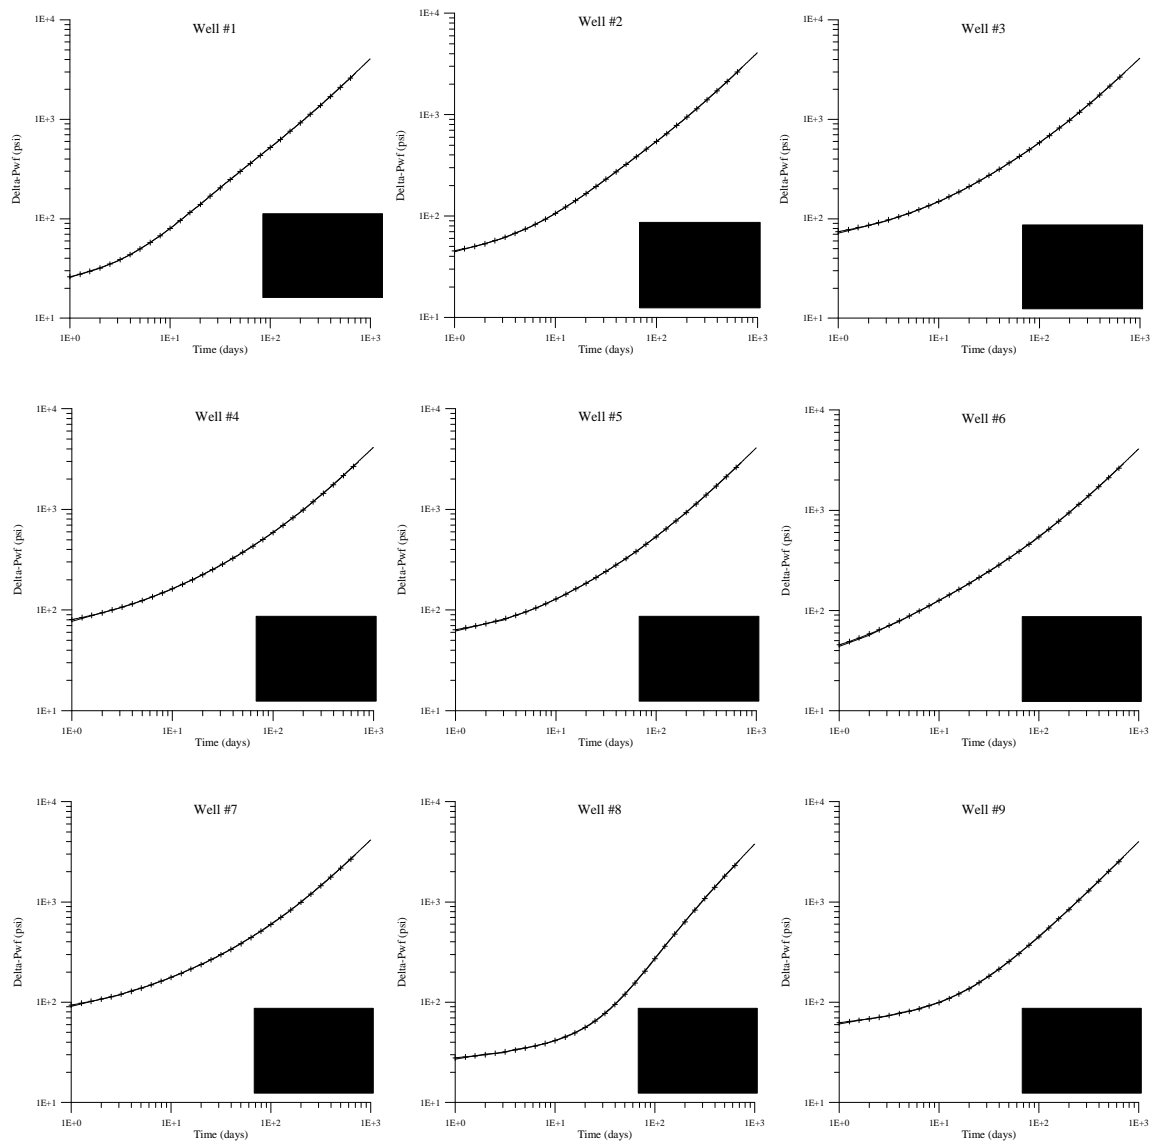 Well #1
1E+4
1E+3
1E+2
1E+1
Delta-Pwf (psi)
1E+0 1E+1 1E+2 1E+3
Time (days)
Well #2
1E+4
1E+3
1E+2
1E+1
Delta-Pwf (psi)
1E+0 1E+1 1E+2 1E+3
Time (days)
Well #3
1E+4
1E+3
1E+2
1E+1
Delta-Pwf (psi)
1E+0 1E+1 1E+2 1E+3
Time (days)
Well #4
1E+4
1E+3
1E+2
1E+1
Delta-Pwf (psi)
1E+0 1E+1 1E+2 1E+3
Time (days)
Well #5
1E+4
1E+3
1E+2
1E+1
Delta-Pwf (psi)
1E+0 1E+1 1E+2 1E+3
Time (days)
Well #6
1E+4
1E+3
1E+2
1E+1
Delta-Pwf (psi)
1E+0 1E+1 1E+2 1E+3
Time (days)
Well #7
1E+4
1E+3
1E+2
1E+1
Delta-Pwf (psi)
1E+0 1E+1 1E+2 1E+3
Time (days)
Well #8
1E+4
1E+3
1E+2
1E+1
Delta-Pwf (psi)
1E+0 1E+1 1E+2 1E+3
Time (days)
Well #9
1E+4
1E+3
1E+2
1E+1
Delta-Pwf (psi)
1E+0 1E+1 1E+2 1E+3
Time (days)